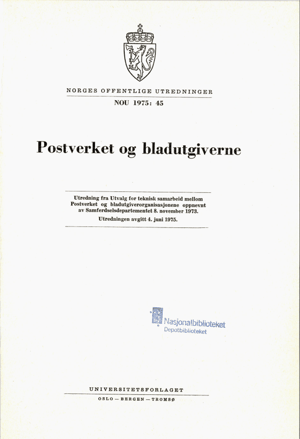 NORGES OFFENTLIGE UTREDNINGER
NOU 1975: 45
Postverket og bladutgiverne
Utredning fra Utvalg for teknisk samarbeid mellom
Postverket og bladutgiverorganisasjonene oppnevnt
av Samferdselsdepartementet 8. november 1973.
Utredningen avgitt 4. juni 1975.
Nasjonalbiblioteket
Depotbiblioteket
UNIVERSITETSFORLAGET
OSLO — BERGEN — TROMSØ